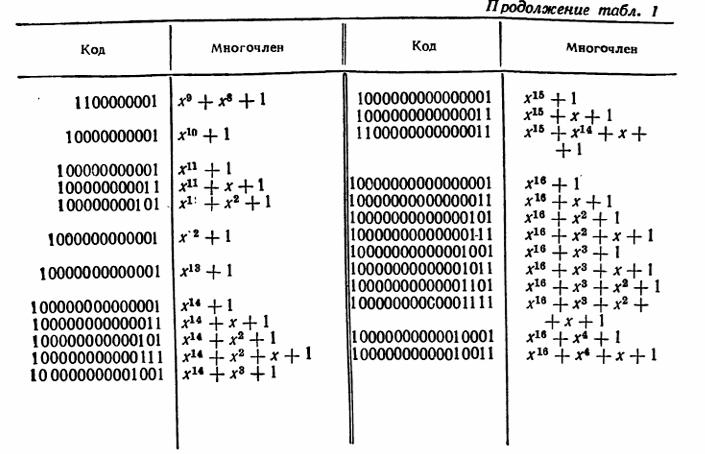 Продолжение табл. 1
Код Многочлен Код Многочлен
1100000001 x⁹ + x⁸ + 1
10000000001 x¹⁰ + 1
100000000001 x¹¹ + 1
100000000011 x¹¹ + x + 1
100000000101 x¹¹ + x² + 1
1000000000001 x¹² + 1
10000000000001 x¹³ + 1
100000000000001 x¹⁴ + 1
100000000000011 x¹⁴ + x + 1
100000000000101 x¹⁴ + x² + 1
100000000000111 x¹⁴ + x² + x + 1
100000000001001 x¹⁴ + x³ + 1
1000000000000001 x¹⁵ + 1
1000000000000011 x¹⁵ + x + 1
1100000000000011 x¹⁵ + x¹⁴ + x +
+ 1
10000000000000001 x¹⁶ + 1
10000000000000011 x¹⁶ + x + 1
10000000000000101 x¹⁶ + x² + 1
10000000000000111 x¹⁶ + x² + x + 1
10000000000001001 x¹⁶ + x³ + 1
10000000000001011 x¹⁶ + x³ + x + 1
10000000000001101 x¹⁶ + x³ + x² + 1
10000000000001111 x¹⁶ + x³ + x² +
+ x + 1
10000000000010001 x¹⁶ + x⁴ + 1
10000000000010011 x¹⁶ + x⁴ + x + 1